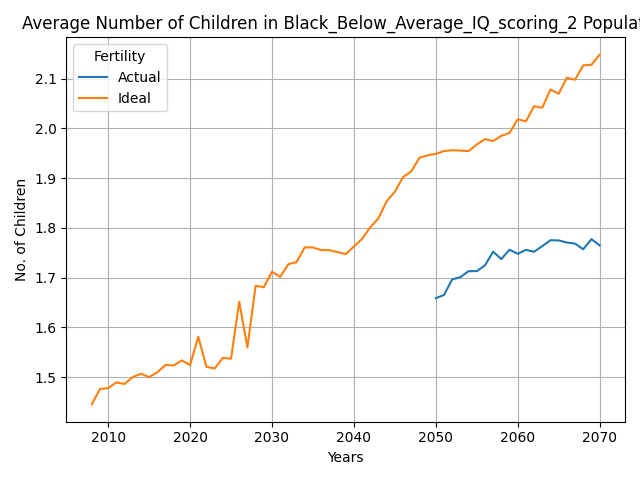 Average Number of Children in Black_Below_Average_IQ_scoring_2 Populat
Fertility
Actual
Ideal
No. of Children
2.1
2.0
1.9
1.8
1.7
1.6
1.5
2010 2020 2030 2040 2050 2060 2070
Years